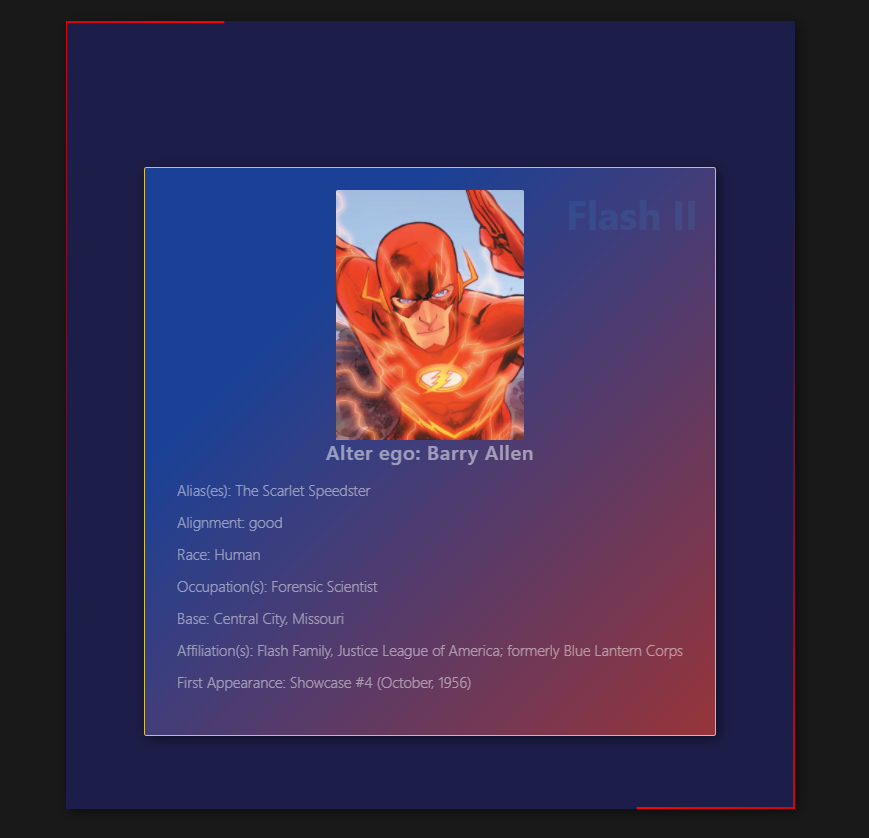 Flash II
Alter ego: Barry Allen
Alias(es): The Scarlet Speedster
Alignment: good
Race: Human
Occupation(s): Forensic Scientist
Base: Central City, Missouri
Affiliation(s): Flash Family, Justice League of America; formerly Blue Lantern Corps
First Appearance: Showcase #4 (October, 1956)